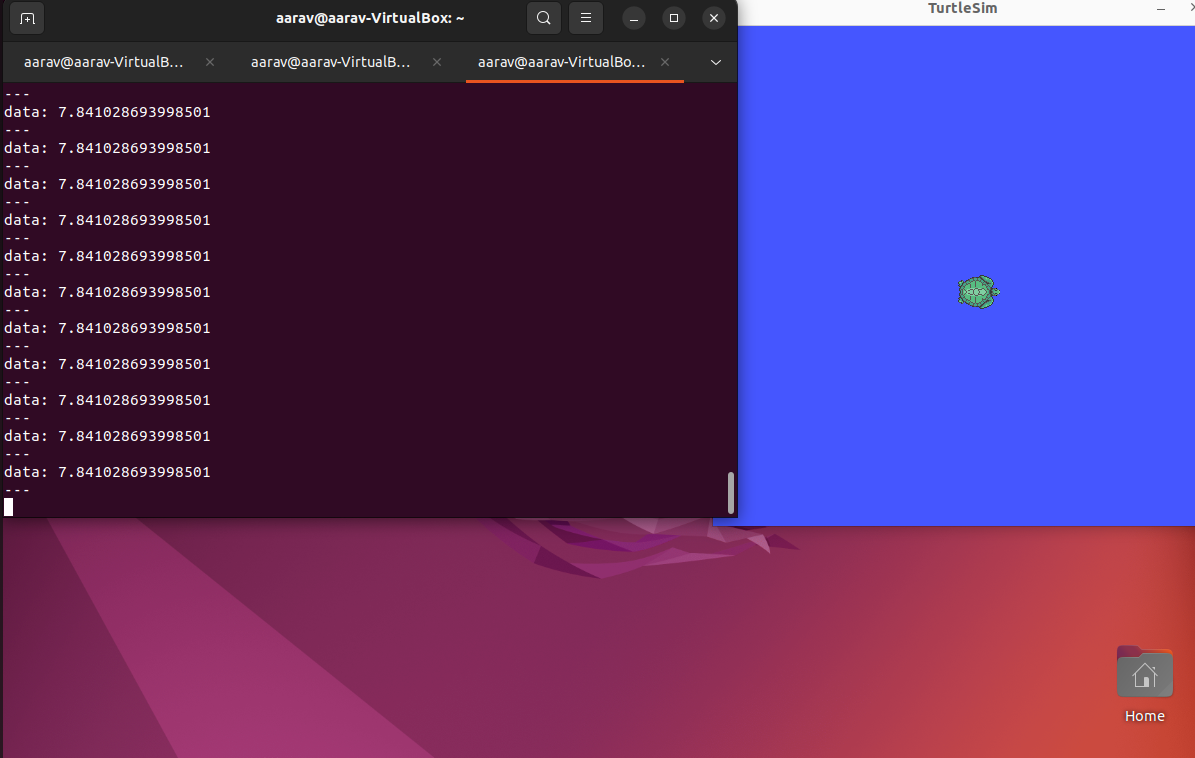 aarav@aarav-VirtualBox: ~
TurtleSim
aarav@aarav-VirtualB...
aarav@aarav-VirtualB...
aarav@aarav-VirtualBo...
---
data: 7.841028693998501
---
data: 7.841028693998501
---
data: 7.841028693998501
---
data: 7.841028693998501
---
data: 7.841028693998501
---
data: 7.841028693998501
---
data: 7.841028693998501
---
data: 7.841028693998501
---
data: 7.841028693998501
---
data: 7.841028693998501
---
data: 7.841028693998501
---
Home